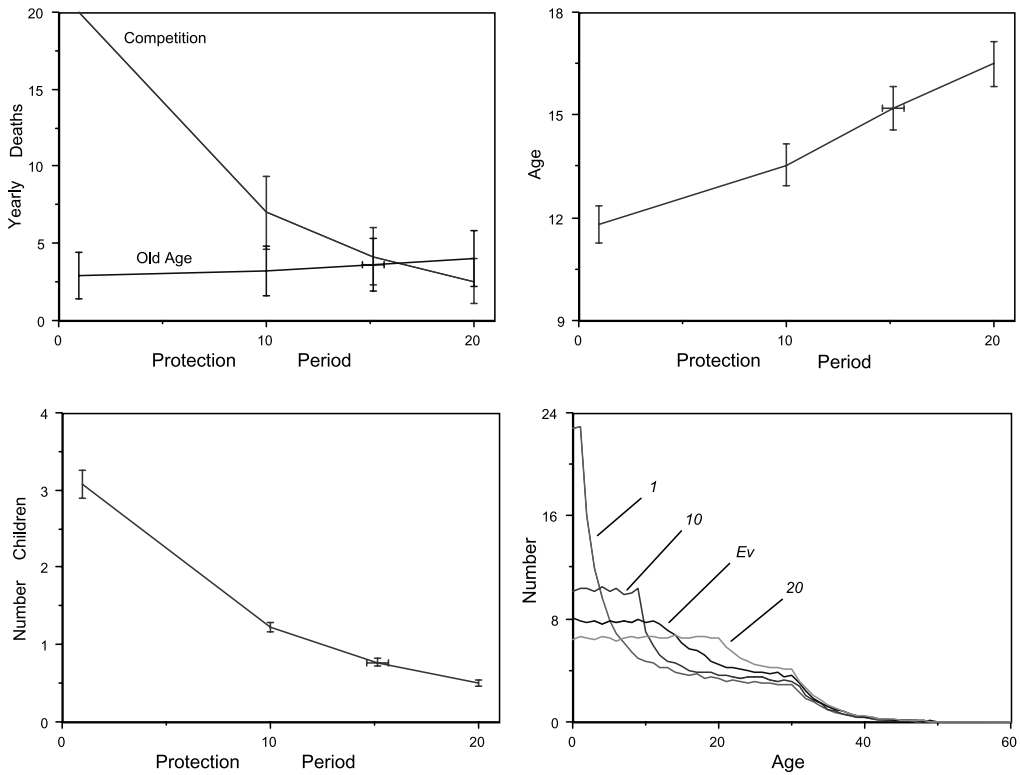 20
15
10
5
0
Yearly Deaths
Competition
Old Age
0 10 20
Protection Period
18
15
12
9
Age
0 10 20
Protection Period
4
3
2
1
0
Number Children
0 10 20
Protection Period
24
16
8
0
Number
1
10
Ev
20
0 20 40 60
Age